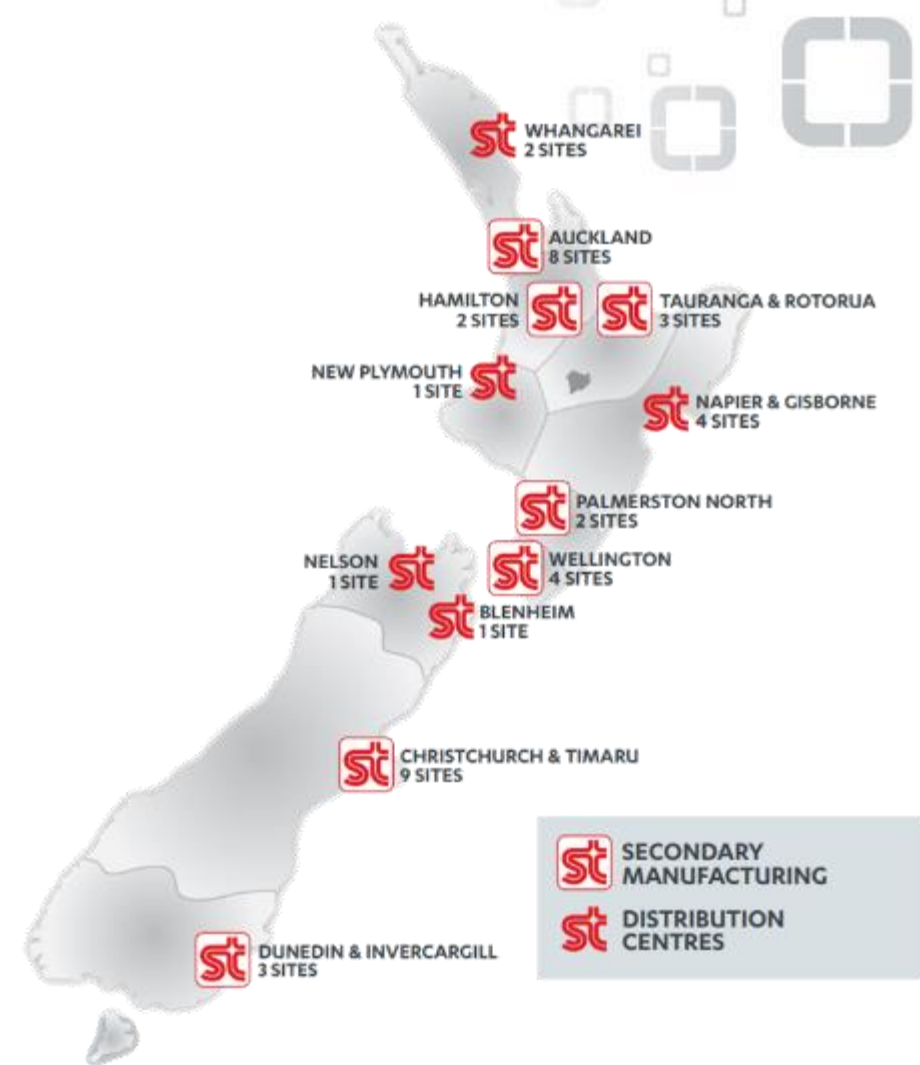 WHANGAREI
2 SITES
AUCKLAND
8 SITES
HAMILTON
2 SITES
TAURANGA & ROTORUA
3 SITES
NEW PLYMOUTH
1 SITE
NAPIER & GISBORNE
4 SITES
PALMERSTON NORTH
2 SITES
NELSON
1 SITE
WELLINGTON
4 SITES
BLENHEIM
1 SITE
CHRISTCHURCH & TIMARU
9 SITES
st SECONDARY
MANUFACTURING
st DISTRIBUTION
CENTRES
DUNEDIN & INVERCARGILL
3 SITES